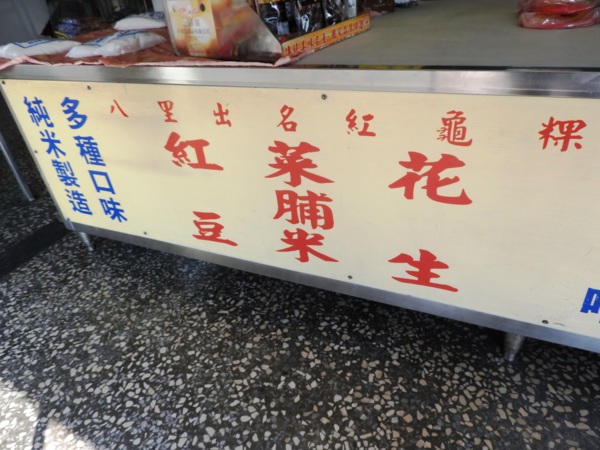 八里出名紅龜粿
多種口味
純米製造
紅豆
菜脯米
花生